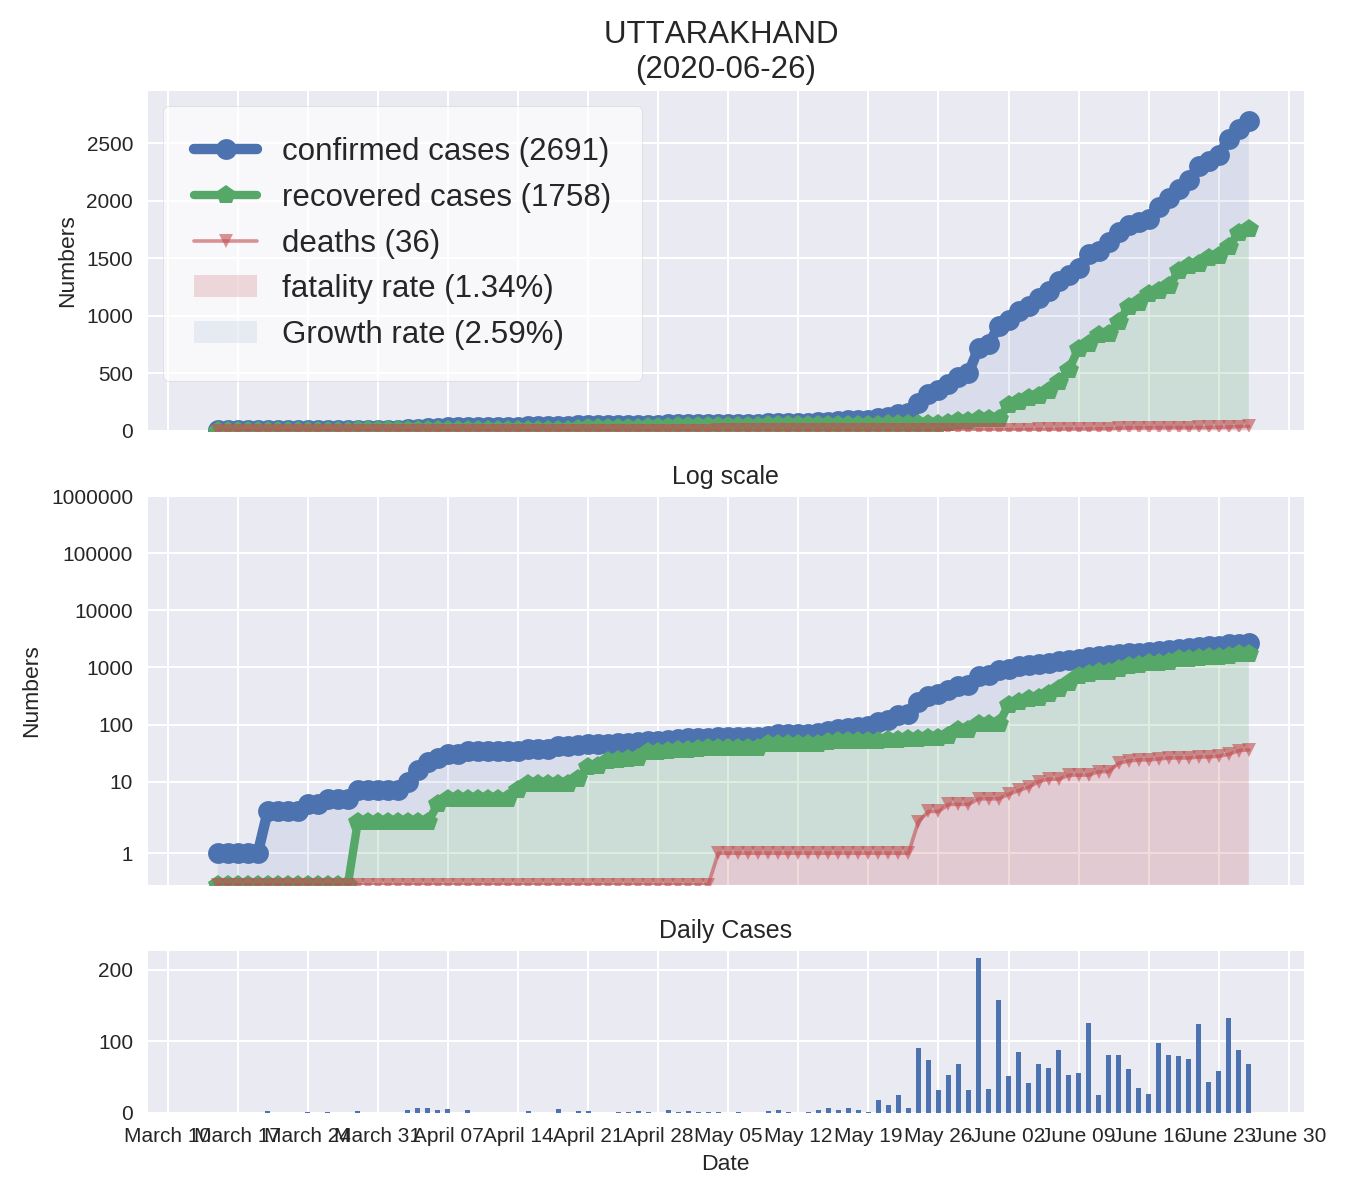 UTTARAKHAND
(2020-06-26)
Numbers
2500
2000
1500
1000
500
0
confirmed cases (2691)
recovered cases (1758)
deaths (36)
fatality rate (1.34%)
Growth rate (2.59%)
Log scale
Numbers
1000000
100000
10000
1000
100
10
1
Daily Cases
200
100
0
March 10 March 17 March 24 March 31 April 07 April 14 April 21 April 28 May 05 May 12 May 19 May 26 June 02 June 09 June 16 June 23 June 30
Date